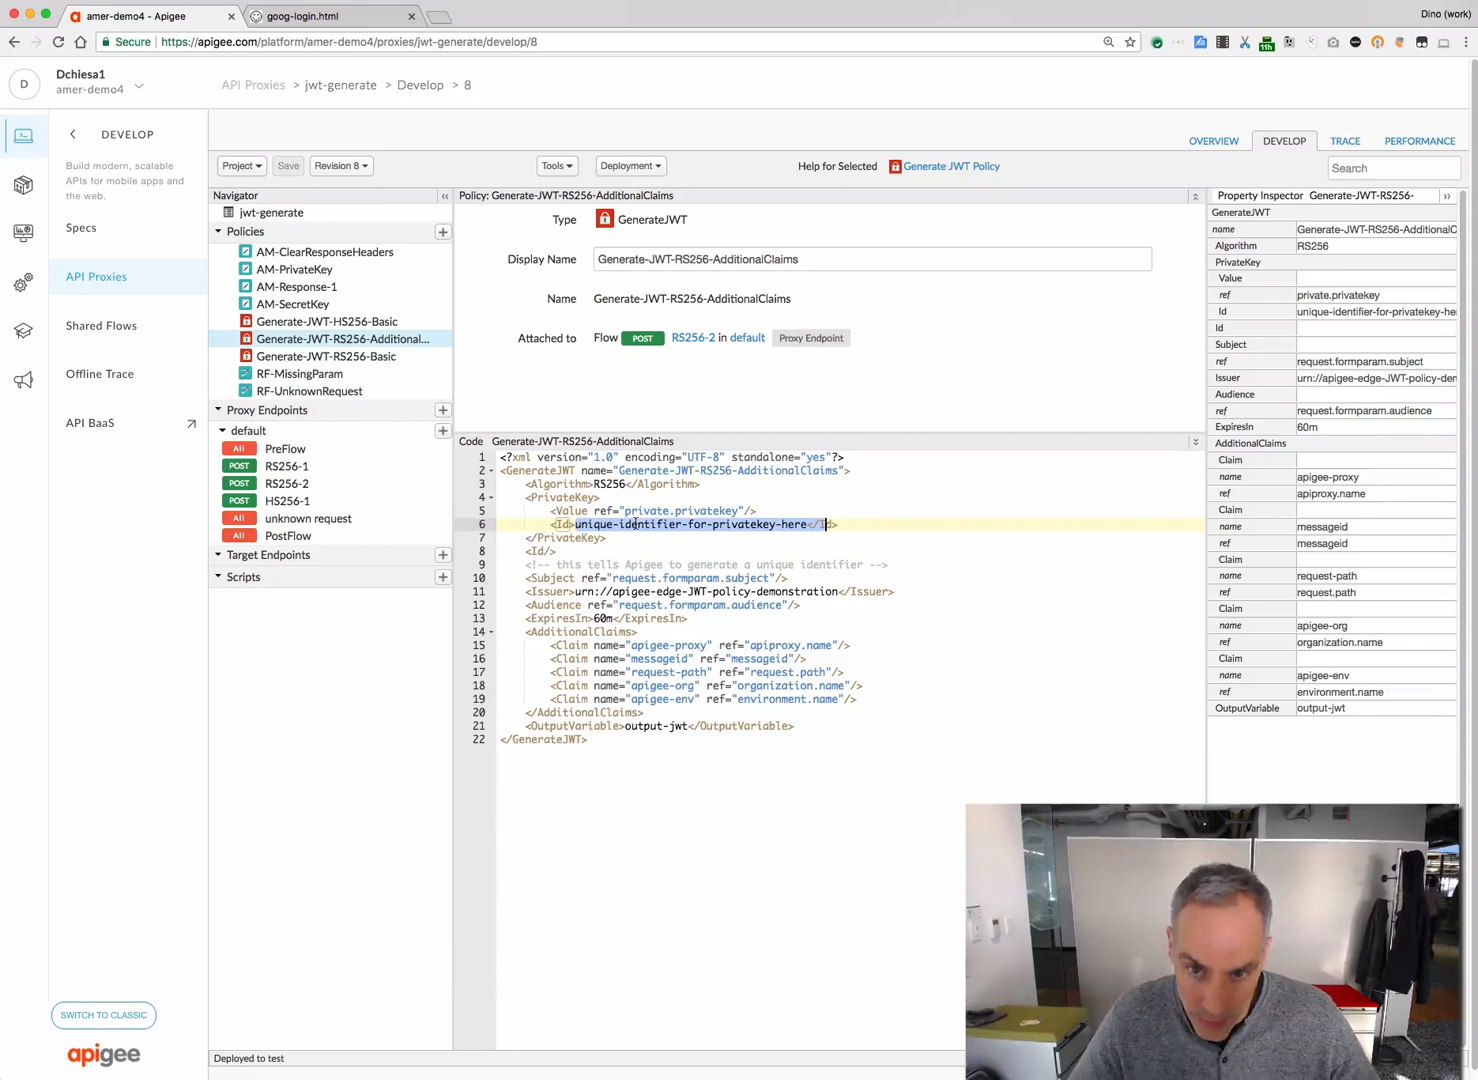 amer-demo4 - Apigee
goog-login.html
Dino (work)
Secure
https://apigee.com/platform/amer-demo4/proxies/jwt-generate/develop/8
11h
D
Dchiesa1
amer-demo4
API Proxies > jwt-generate > Develop > 8
DEVELOP
Build modern, scalable
APIs for mobile apps and
the web.
Specs
API Proxies
Shared Flows
Offline Trace
API BaaS
SWITCH TO CLASSIC
apigee
OVERVIEW
DEVELOP
TRACE
PERFORMANCE
Project
Save
Revision 8
Tools
Deployment
Help for Selected
Generate JWT Policy
Search
Navigator
jwt-generate
Policies
AM-ClearResponseHeaders
AM-PrivateKey
AM-Response-1
AM-SecretKey
Generate-JWT-HS256-Basic
Generate-JWT-RS256-Additional...
Generate-JWT-RS256-Basic
RF-MissingParam
RF-UnknownRequest
Proxy Endpoints
default
All PreFlow
POST RS256-1
POST RS256-2
POST HS256-1
All unknown request
All PostFlow
Target Endpoints
Scripts
Deployed to test
Policy: Generate-JWT-RS256-AdditionalClaims
Type GenerateJWT
Display Name Generate-JWT-RS256-AdditionalClaims
Name Generate-JWT-RS256-AdditionalClaims
Attached to Flow POST RS256-2 in default Proxy Endpoint
Code Generate-JWT-RS256-AdditionalClaims
1 <?xml version="1.0" encoding="UTF-8" standalone="yes"?>
2 <GenerateJWT name="Generate-JWT-RS256-AdditionalClaims">
3 <Algorithm>RS256</Algorithm>
4 <PrivateKey>
5 <Value ref="private.privatekey"/>
6 <Id>unique-identifier-for-privatekey-here</Id>
7 </PrivateKey>
8 <Id/>
9 <!-- this tells Apigee to generate a unique identifier -->
10 <Subject ref="request.formparam.subject"/>
11 <Issuer>urn://apigee-edge-JWT-policy-demonstration</Issuer>
12 <Audience ref="request.formparam.audience"/>
13 <ExpiresIn>60m</ExpiresIn>
14 <AdditionalClaims>
15 <Claim name="apigee-proxy" ref="apiproxy.name"/>
16 <Claim name="messageid" ref="messageid"/>
17 <Claim name="request-path" ref="request.path"/>
18 <Claim name="apigee-org" ref="organization.name"/>
19 <Claim name="apigee-env" ref="environment.name"/>
20 </AdditionalClaims>
21 <OutputVariable>output-jwt</OutputVariable>
22 </GenerateJWT>
Property Inspector Generate-JWT-RS256-
GenerateJWT
name Generate-JWT-RS256-AdditionalC
Algorithm RS256
PrivateKey
Value
ref private.privatekey
Id unique-identifier-for-privatekey-he
Id
Subject
ref request.formparam.subject
Issuer urn://apigee-edge-JWT-policy-den
Audience
ref request.formparam.audience
ExpiresIn 60m
AdditionalClaims
Claim
name apigee-proxy
ref apiproxy.name
Claim
name messageid
ref messageid
Claim
name request-path
ref request.path
Claim
name apigee-org
ref organization.name
Claim
name apigee-env
ref environment.name
OutputVariable output-jwt